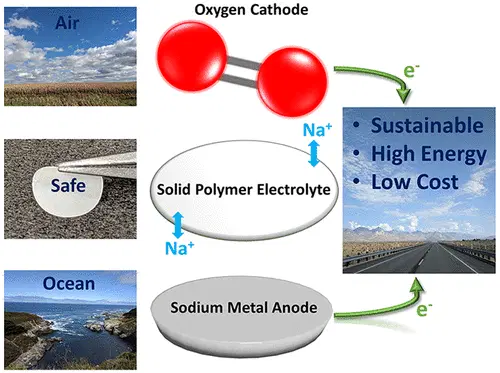 Air
Oxygen Cathode
e⁻
Na⁺
• Sustainable
• High Energy
• Low Cost
Safe
Solid Polymer Electrolyte
Na⁺
Ocean
Sodium Metal Anode
e⁻